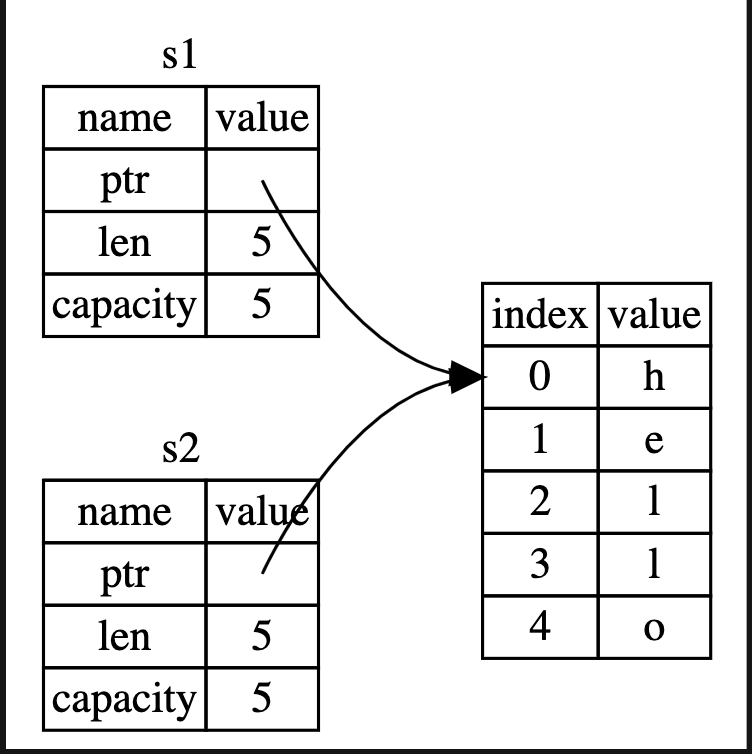 s1
name value
ptr
len 5
capacity 5
s2
name value
ptr
len 5
capacity 5
index value
0 h
1 e
2 l
3 l
4 o